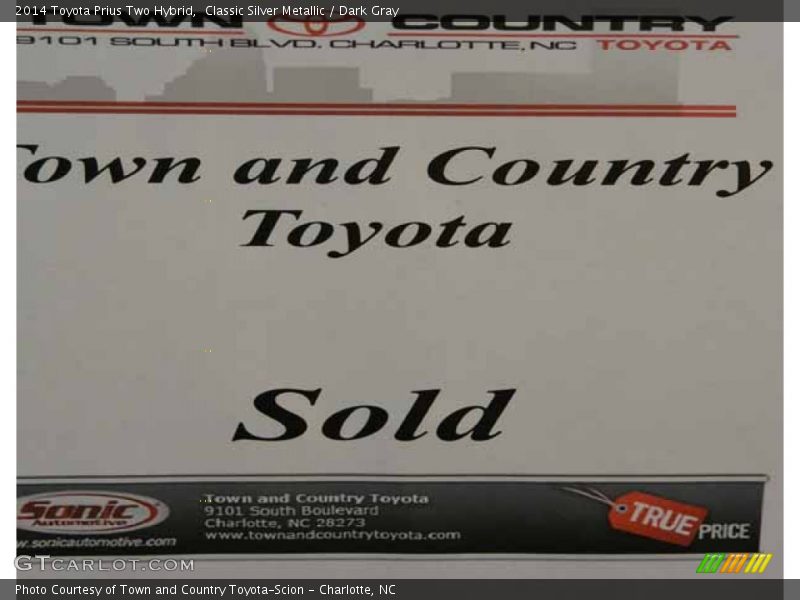 2014 Toyota Prius Two Hybrid, Classic Silver Metallic / Dark Gray
TOWN COUNTRY
9101 SOUTH BLVD. CHARLOTTE, NC TOYOTA
Town and Country
Toyota
Sold
Sonic
Automotive
w.sonicautomotive.com
Town and Country Toyota
9101 South Boulevard
Charlotte, NC 28273
www.townandcountrytoyota.com
TRUE PRICE
GTCARLOT.COM
Photo Courtesy of Town and Country Toyota-Scion - Charlotte, NC